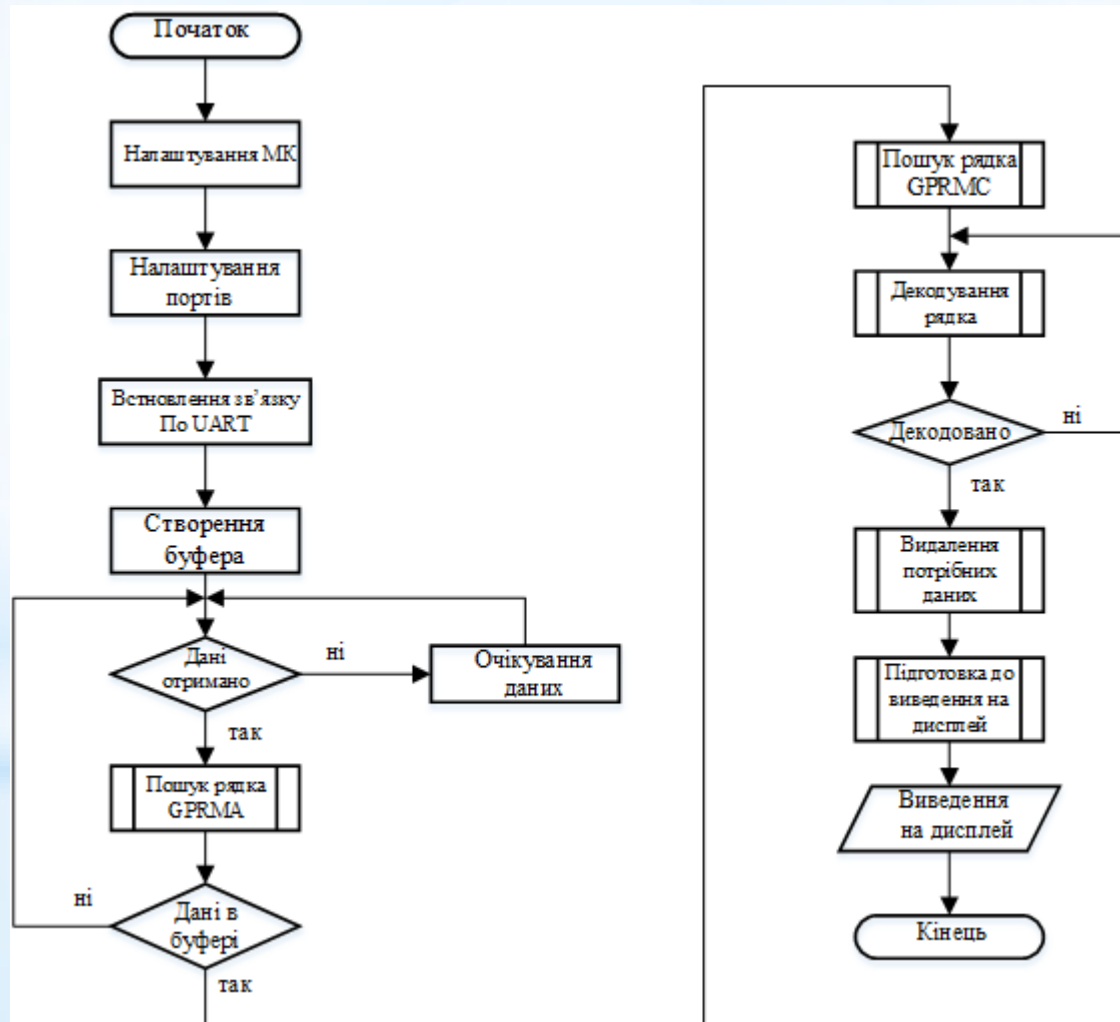 Початок
Налаштування МК
Налаштування
портів
Встновлення зв’язку
По UART
Створення
буфера
Дані
отримано
ні
Очікування
даних
так
Пошук рядка
GPRMA
ні
Дані в
буфері
так
Пошук рядка
GPRMC
Декодування
рядка
Декодовано
ні
так
Видалення
потрібних
даних
Підготовка до
виведення на
дисплей
Виведення
на дисплей
Кінець